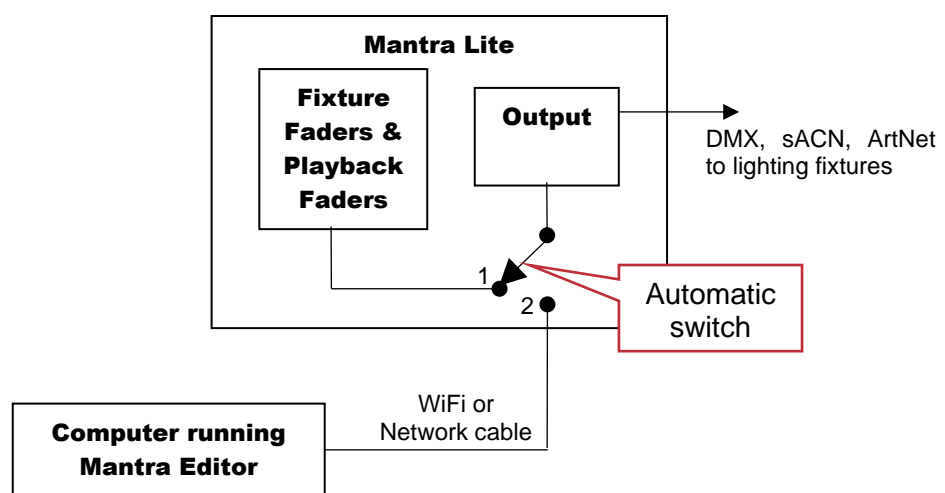 Mantra Lite
Fixture
Faders &
Playback
Faders
Output
DMX, sACN, ArtNet
to lighting fixtures
1
2
Automatic
switch
WiFi or
Network cable
Computer running
Mantra Editor